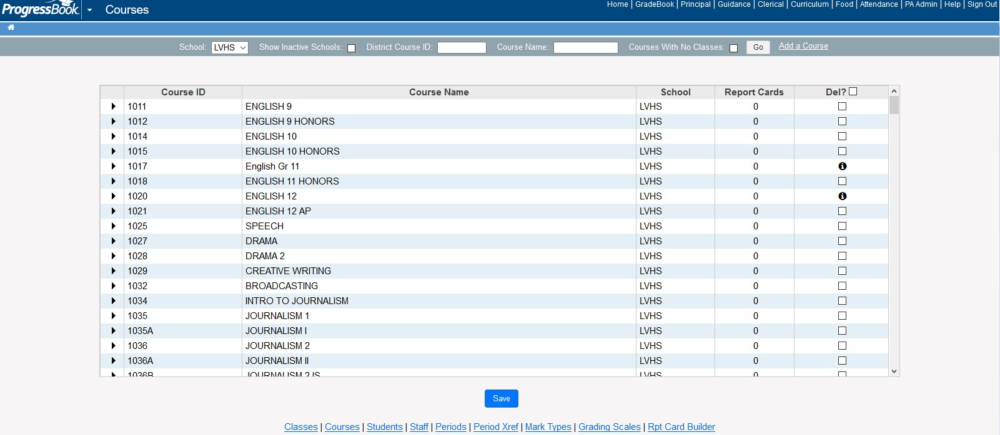 ProgressBook Courses Home | GradeBook | Principal | Guidance | Clerical | Curriculum | Food | Attendance | PA Admin | Help | Sign Out
School: LVHS Show Inactive Schools: District Course ID: Course Name: Courses With No Classes: Go Add a Course
Course ID Course Name School Report Cards Del?
1011 ENGLISH 9 LVHS 0
1012 ENGLISH 9 HONORS LVHS 0
1014 ENGLISH 10 LVHS 0
1015 ENGLISH 10 HONORS LVHS 0
1017 English Gr 11 LVHS 0
1018 ENGLISH 11 HONORS LVHS 0
1020 ENGLISH 12 LVHS 0
1021 ENGLISH 12 AP LVHS 0
1025 SPEECH LVHS 0
1027 DRAMA LVHS 0
1028 DRAMA 2 LVHS 0
1029 CREATIVE WRITING LVHS 0
1032 BROADCASTING LVHS 0
1034 INTRO TO JOURNALISM LVHS 0
1035 JOURNALISM 1 LVHS 0
1035A JOURNALISM I LVHS 0
1036 JOURNALISM 2 LVHS 0
1036A JOURNALISM II LVHS 0
1036B JOURNALISM 2 IS LVHS 0
Save
Classes | Courses | Students | Staff | Periods | Period Xref | Mark Types | Grading Scales | Rpt Card Builder